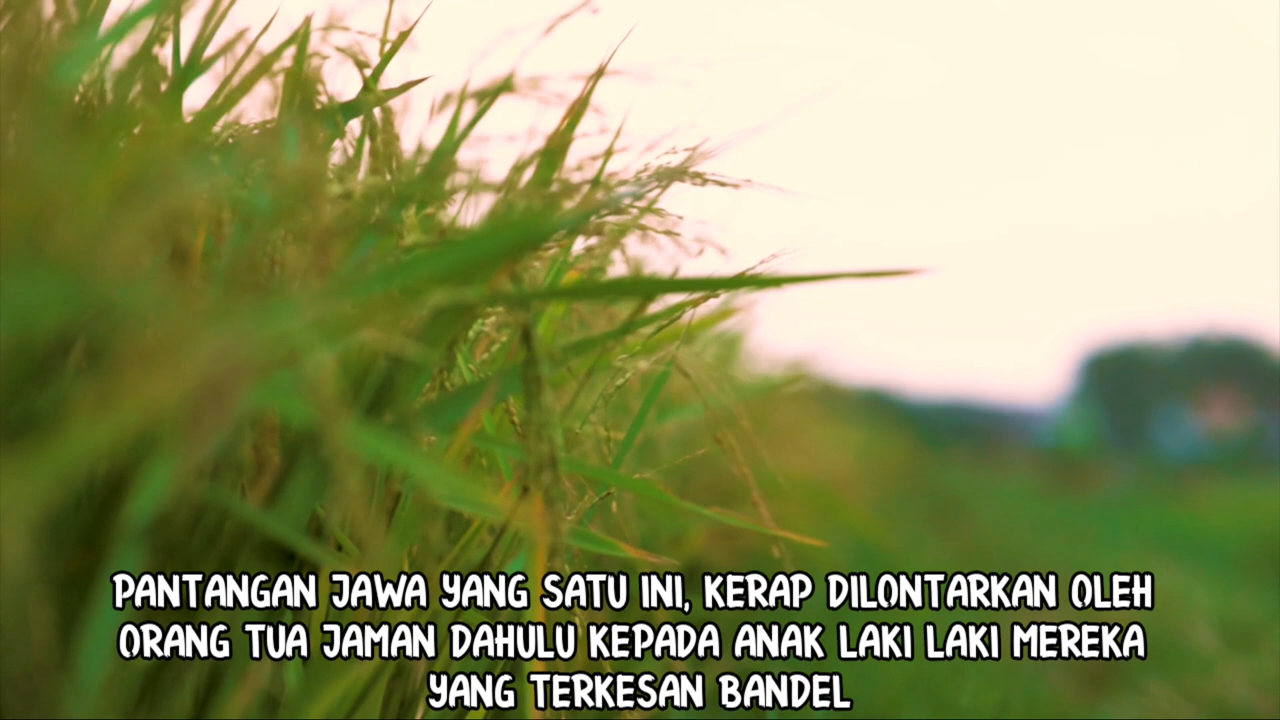 PANTANGAN JAWA YANG SATU INI, KERAP DILONTARKAN OLEH
ORANG TUA JAMAN DAHULU KEPADA ANAK LAKI LAKI MEREKA
YANG TERKESAN BANDEL